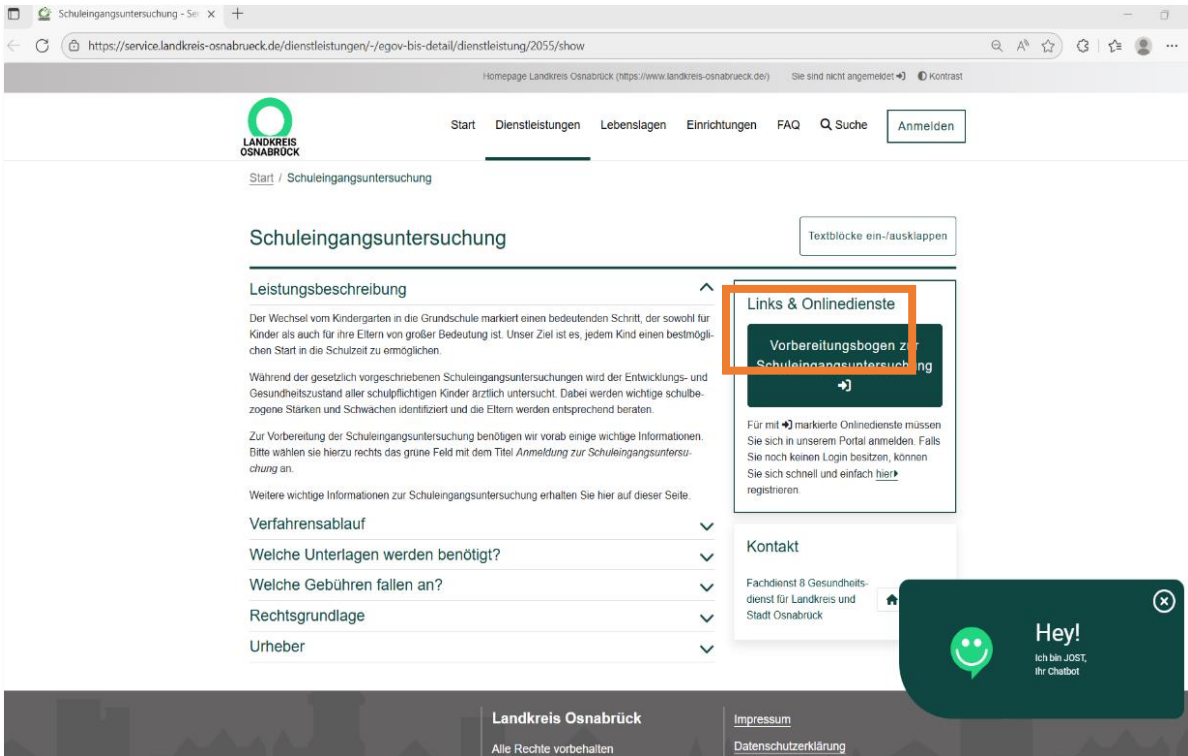 Schuleingangsuntersuchung - Se
https://service.landkreis-osnabrueck.de/dienstleistungen/-/egov-bis-detail/dienstleistung/2055/show
Homepage Landkreis Osnabrück (https://www.landkreis-osnabrueck.de/) Sie sind nicht angemeldet Kontrast
LANDKREIS
OSNABRÜCK
Start Dienstleistungen Lebenslagen Einrichtungen FAQ Suche Anmelden
Start / Schuleingangsuntersuchung
Schuleingangsuntersuchung
Textblöcke ein-/ausklappen
Leistungsbeschreibung
Der Wechsel vom Kindergarten in die Grundschule markiert einen bedeutenden Schritt, der sowohl für
Kinder als auch für ihre Eltern von großer Bedeutung ist. Unser Ziel ist es, jedem Kind einen bestmögli-
chen Start in die Schulzeit zu ermöglichen.
Während der gesetzlich vorgeschriebenen Schuleingangsuntersuchungen wird der Entwicklungs- und
Gesundheitszustand aller schulpflichtigen Kinder ärztlich untersucht. Dabei werden wichtige schulbe-
zogene Stärken und Schwächen identifiziert und die Eltern werden entsprechend beraten.
Zur Vorbereitung der Schuleingangsuntersuchung benötigen wir vorab einige wichtige Informationen.
Bitte wählen sie hierzu rechts das grüne Feld mit dem Titel Anmeldung zur Schuleingangsuntersu-
chung an.
Weitere wichtige Informationen zur Schuleingangsuntersuchung erhalten Sie hier auf dieser Seite.
Verfahrensablauf
Welche Unterlagen werden benötigt?
Welche Gebühren fallen an?
Rechtsgrundlage
Urheber
Links & Onlinedienste
Vorbereitungsbogen zur
Schuleingangsuntersuchung
Für mit markierte Onlinedienste müssen
Sie sich in unserem Portal anmelden. Falls
Sie noch keinen Login besitzen, können
Sie sich schnell und einfach hier
registrieren.
Kontakt
Fachdienst 8 Gesundheits-
dienst für Landkreis und
Stadt Osnabrück
Hey!
Ich bin JOST,
Ihr Chatbot
Landkreis Osnabrück
Alle Rechte vorbehalten
Impressum
Datenschutzerklärung